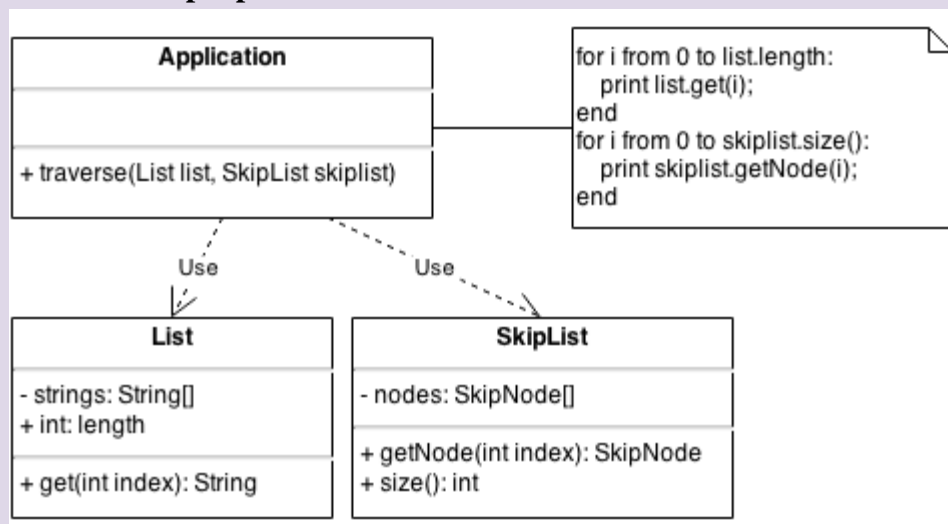 Application
+ traverse(List list, SkipList skiplist)
for i from 0 to list.length:
print list.get(i);
end
for i from 0 to skiplist.size():
print skiplist.getNode(i);
end
Use
Use
List
- strings: String[]
+ int: length
+ get(int index): String
SkipList
- nodes: SkipNode[]
+ getNode(int index): SkipNode
+ size(): int